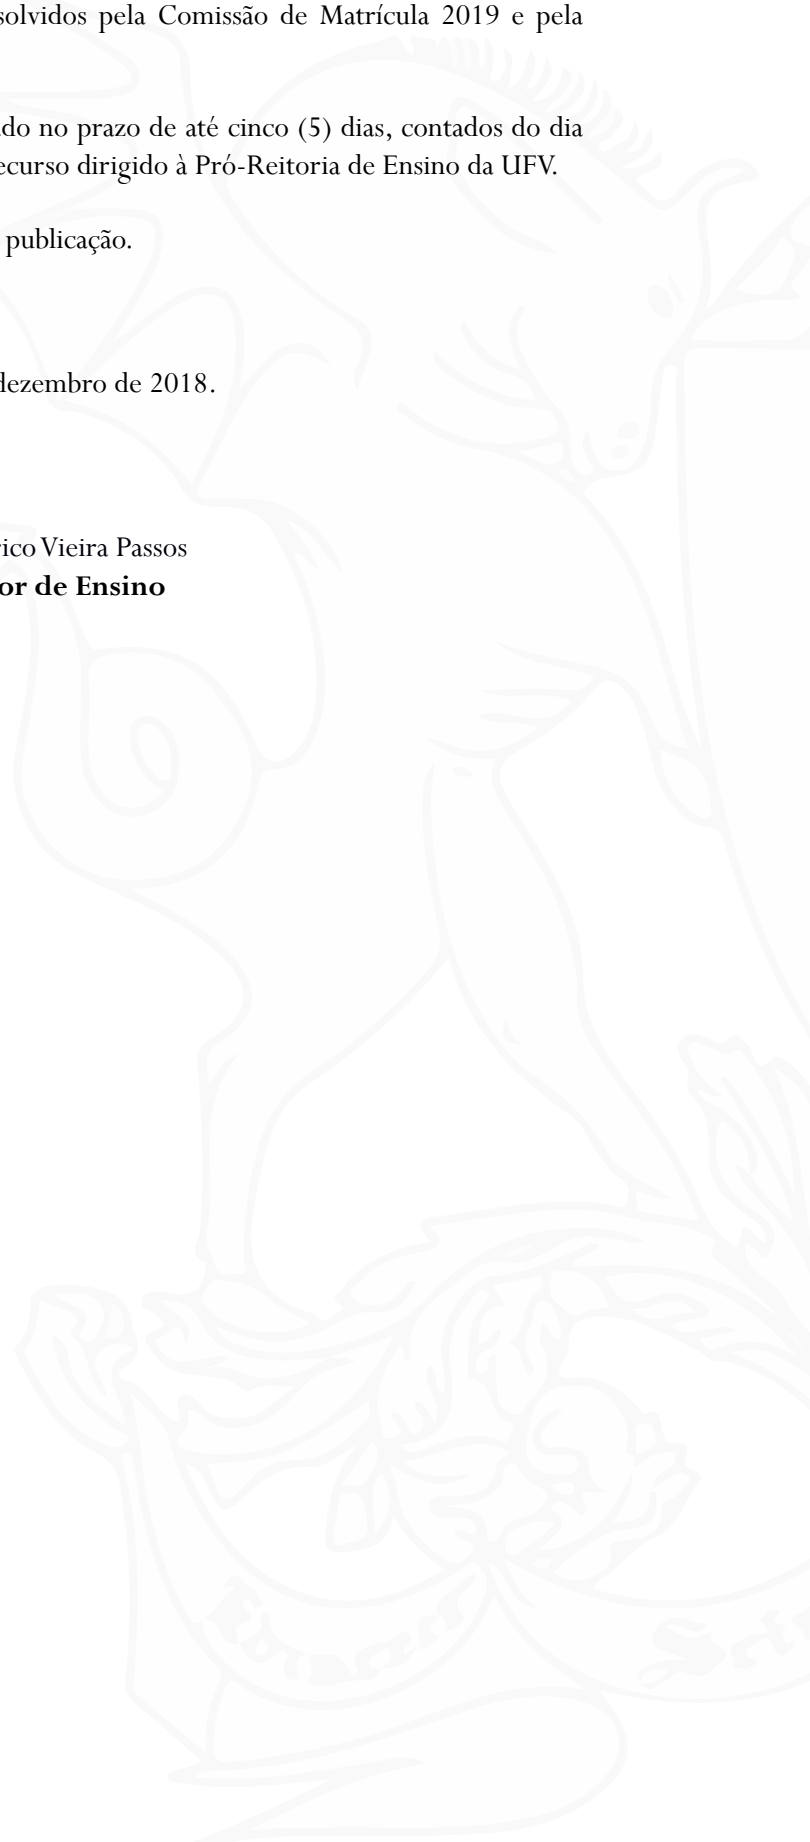 solvidos pela Comissão de Matrícula 2019 e pela
do no prazo de até cinco (5) dias, contados do dia
ecurso dirigido à Pró-Reitoria de Ensino da UFV.
publicação.
dezembro de 2018.
rico Vieira Passos
or de Ensino